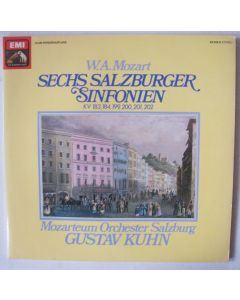 EMI
W.A. Mozart
SECHS SALZBURGER
SINFONIEN
KV 183, 184, 199, 200, 201, 202
Mozarteum Orchester Salzburg
GUSTAV KUHN